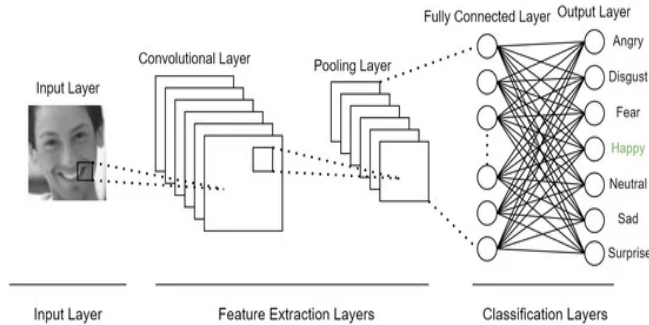 Fully Connected Layer
Output Layer
Convolutional Layer
Pooling Layer
Input Layer
Angry
Disgust
Fear
Happy
Neutral
Sad
Surprise
Input Layer
Feature Extraction Layers
Classification Layers